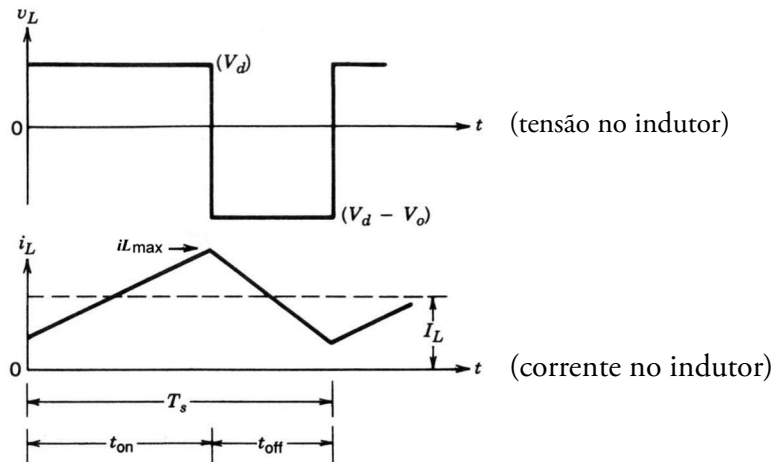 v_L
(V_d)
0
t (tensão no indutor)
(V_d − V_o)
i_L
iLmax
I_L
0
t (corrente no indutor)
T_s
t_on
t_off